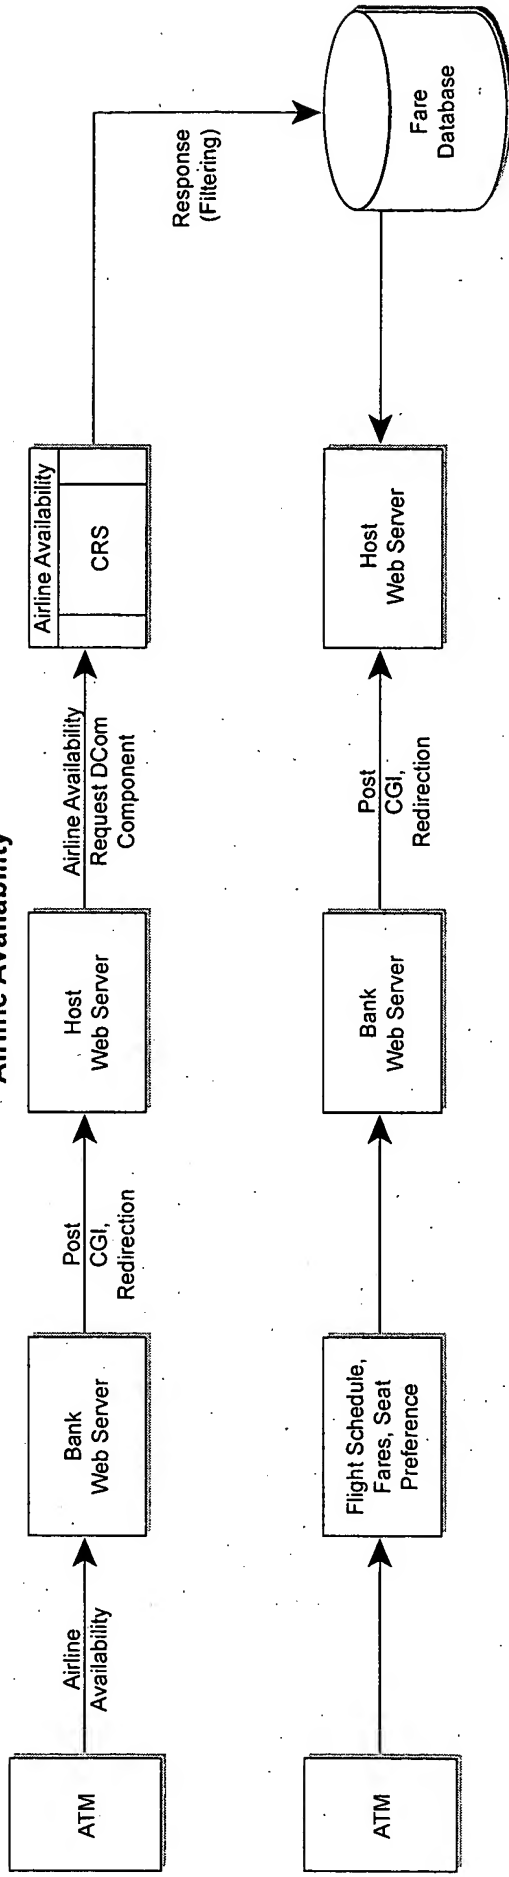 Airline Availability
ATM
Airline
Availability
Bank
Web Server
Post
CGI,
Redirection
Host
Web Server
Airline Availability
Request DCom
Component
Airline Availability
CRS
Response
(Filtering)
Fare
Database
ATM
Flight Schedule,
Fares, Seat
Preference
Bank
Web Server
Post
CGI,
Redirection
Host
Web Server